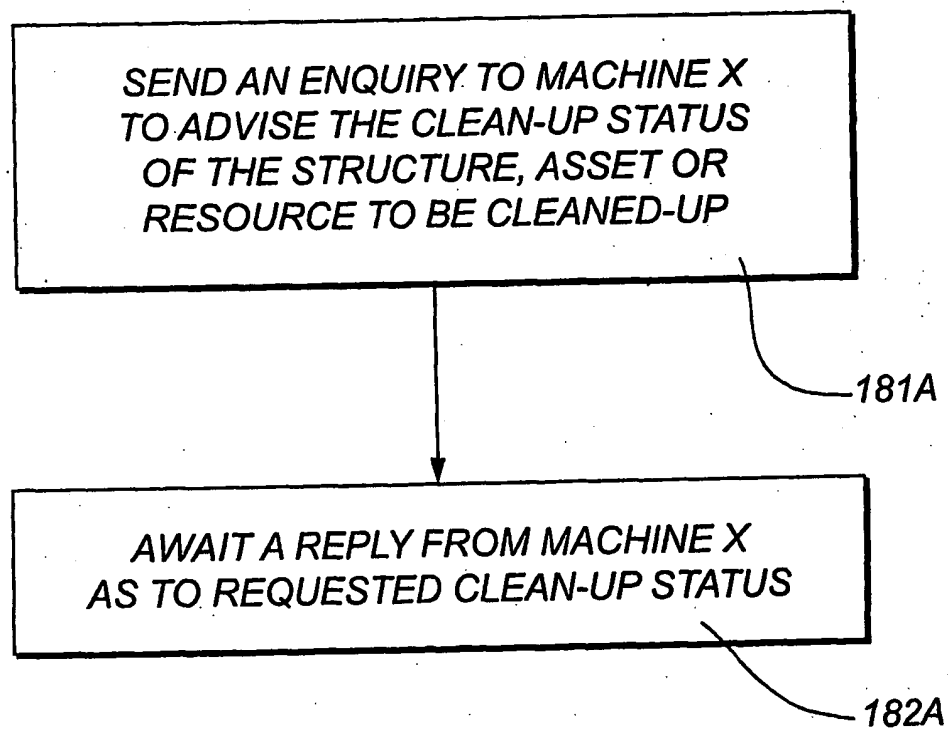 SEND AN ENQUIRY TO MACHINE X
TO ADVISE THE CLEAN-UP STATUS
OF THE STRUCTURE, ASSET OR
RESOURCE TO BE CLEANED-UP
181A
AWAIT A REPLY FROM MACHINE X
AS TO REQUESTED CLEAN-UP STATUS
182A